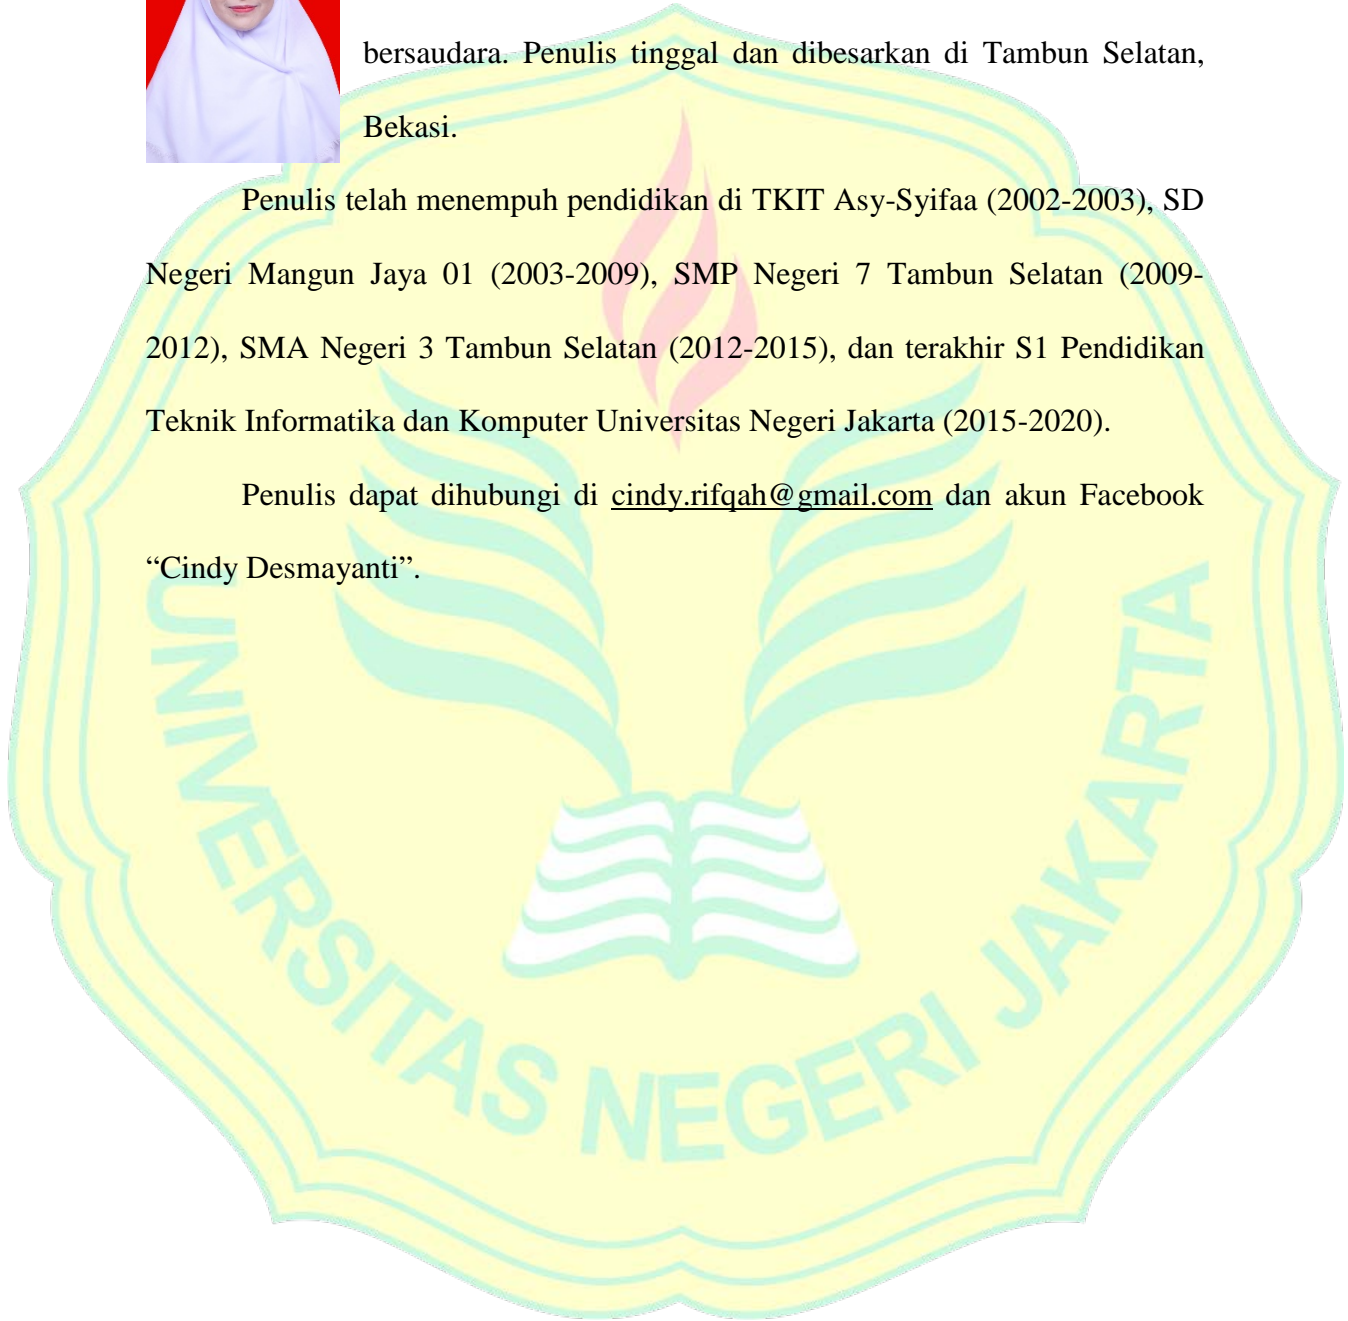 bersaudara. Penulis tinggal dan dibesarkan di Tambun Selatan,
Bekasi.
Penulis telah menempuh pendidikan di TKIT Asy-Syifaa (2002-2003), SD
Negeri Mangun Jaya 01 (2003-2009), SMP Negeri 7 Tambun Selatan (2009-
2012), SMA Negeri 3 Tambun Selatan (2012-2015), dan terakhir S1 Pendidikan
Teknik Informatika dan Komputer Universitas Negeri Jakarta (2015-2020).
Penulis dapat dihubungi di cindy.rifqah@gmail.com dan akun Facebook
“Cindy Desmayanti”.
UNIVERSITAS NEGERI JAKARTA